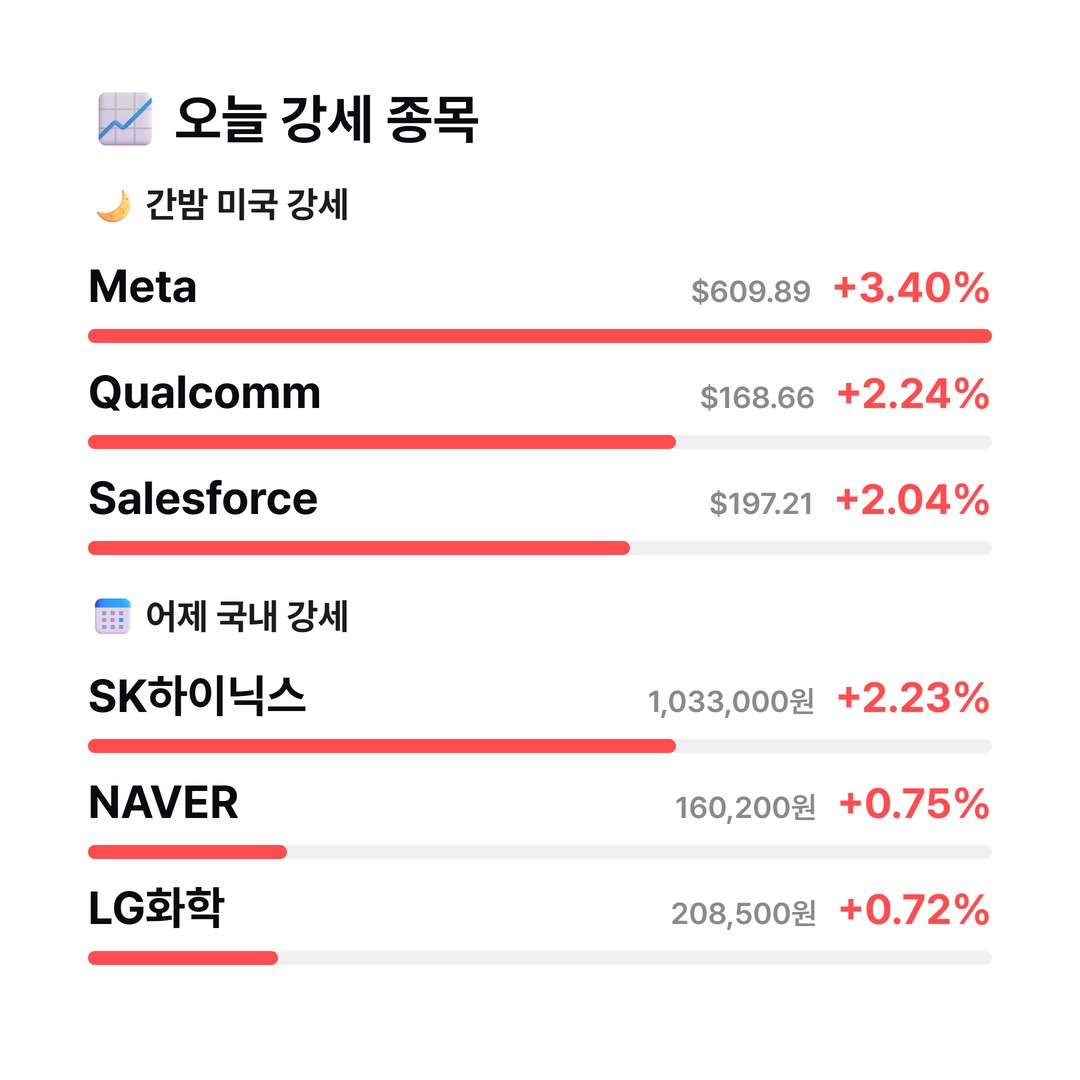 오늘 강세 종목
간밤 미국 강세
Meta $609.89 +3.40%
Qualcomm $168.66 +2.24%
Salesforce $197.21 +2.04%
어제 국내 강세
SK하이닉스 1,033,000원 +2.23%
NAVER 160,200원 +0.75%
LG화학 208,500원 +0.72%